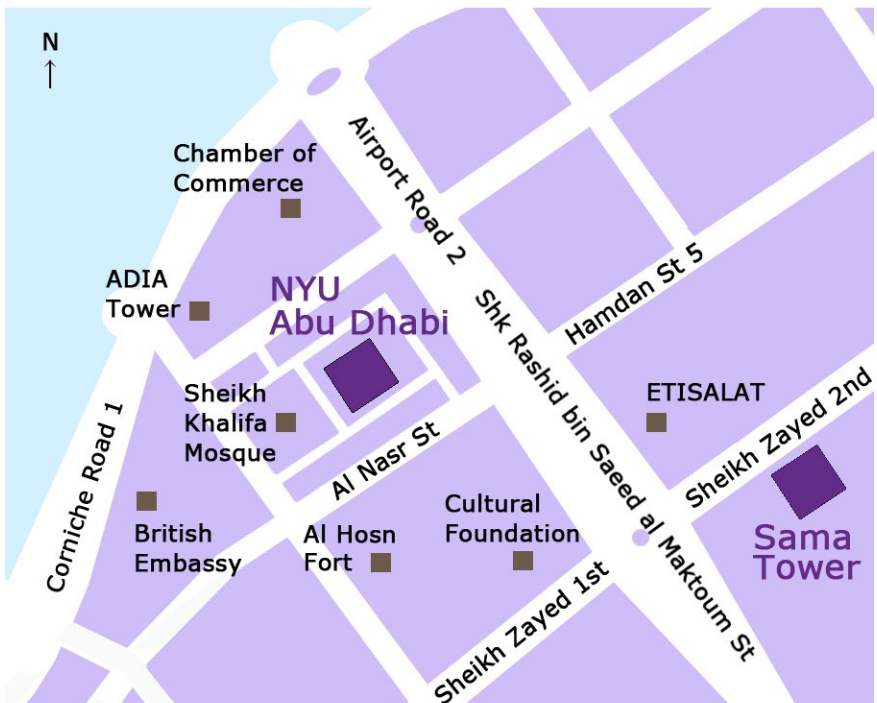 N
Chamber of
Commerce
Airport Road 2
ADIA
Tower
NYU
Abu Dhabi
Hamdan St 5
Shk Rashid bin Saeed al Maktoum St
Sheikh
Khalifa
Mosque
ETISALAT
Sheikh Zayed 2nd
Corniche Road 1
Al Nasr St
British
Embassy
Al Hosn
Fort
Cultural
Foundation
Sama
Tower
Sheikh Zayed 1st